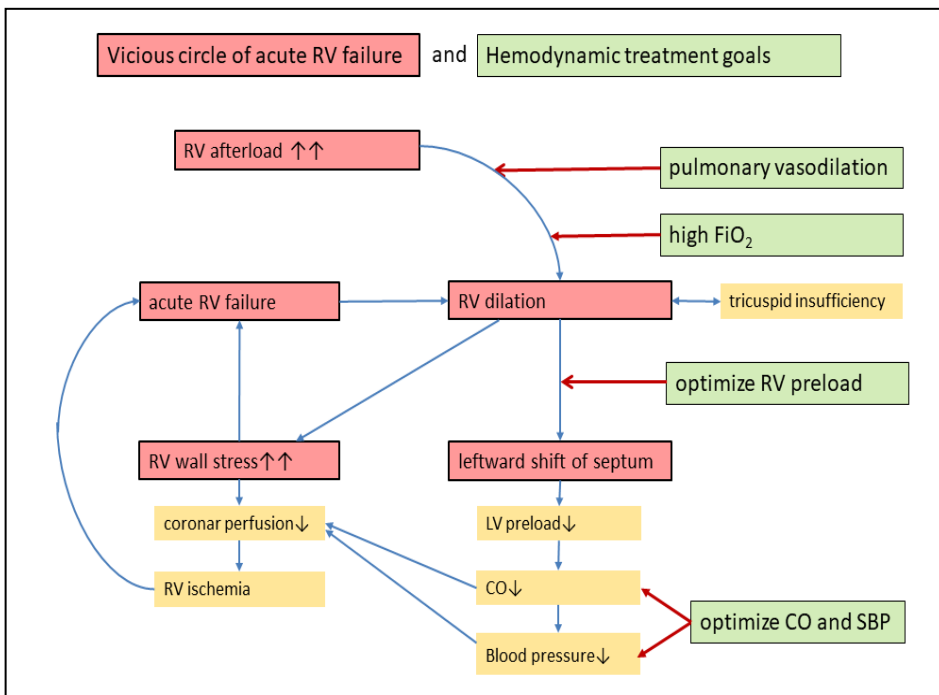 Vicious circle of acute RV failure and Hemodynamic treatment goals
RV afterload ↑↑
pulmonary vasodilation
high FiO₂
acute RV failure
RV dilation
tricuspid insufficiency
optimize RV preload
RV wall stress↑↑
leftward shift of septum
coronar perfusion↓
LV preload↓
RV ischemia
CO↓
optimize CO and SBP
Blood pressure↓